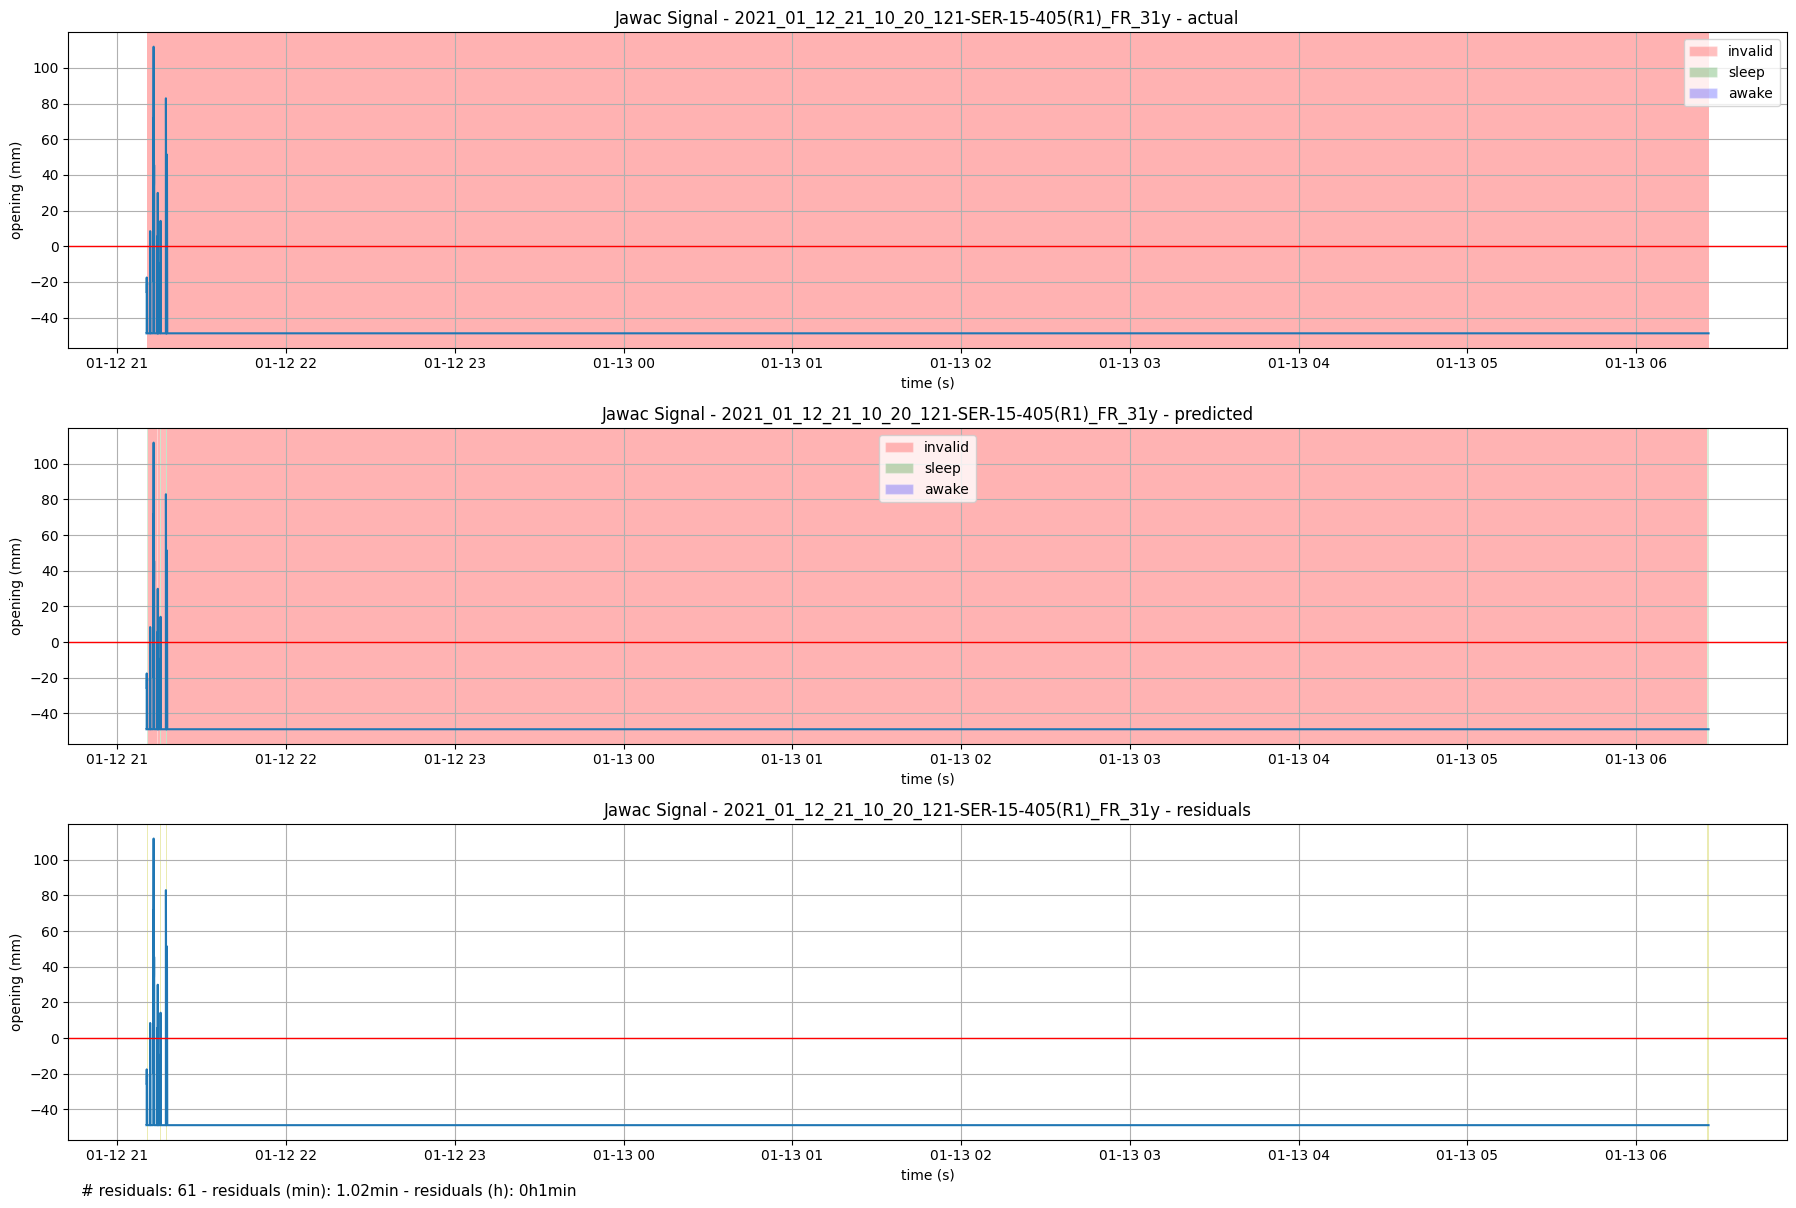 Jawac Signal - 2021_01_12_21_10_20_121-SER-15-405(R1)_FR_31y - actual
invalid
sleep
awake
opening (mm)
100
80
60
40
20
0
−20
−40
01-12 21 01-12 22 01-12 23 01-13 00 01-13 01 01-13 02 01-13 03 01-13 04 01-13 05 01-13 06
time (s)
Jawac Signal - 2021_01_12_21_10_20_121-SER-15-405(R1)_FR_31y - predicted
invalid
sleep
awake
opening (mm)
100
80
60
40
20
0
−20
−40
01-12 21 01-12 22 01-12 23 01-13 00 01-13 01 01-13 02 01-13 03 01-13 04 01-13 05 01-13 06
time (s)
Jawac Signal - 2021_01_12_21_10_20_121-SER-15-405(R1)_FR_31y - residuals
opening (mm)
100
80
60
40
20
0
−20
−40
01-12 21 01-12 22 01-12 23 01-13 00 01-13 01 01-13 02 01-13 03 01-13 04 01-13 05 01-13 06
time (s)
# residuals: 61 - residuals (min): 1.02min - residuals (h): 0h1min